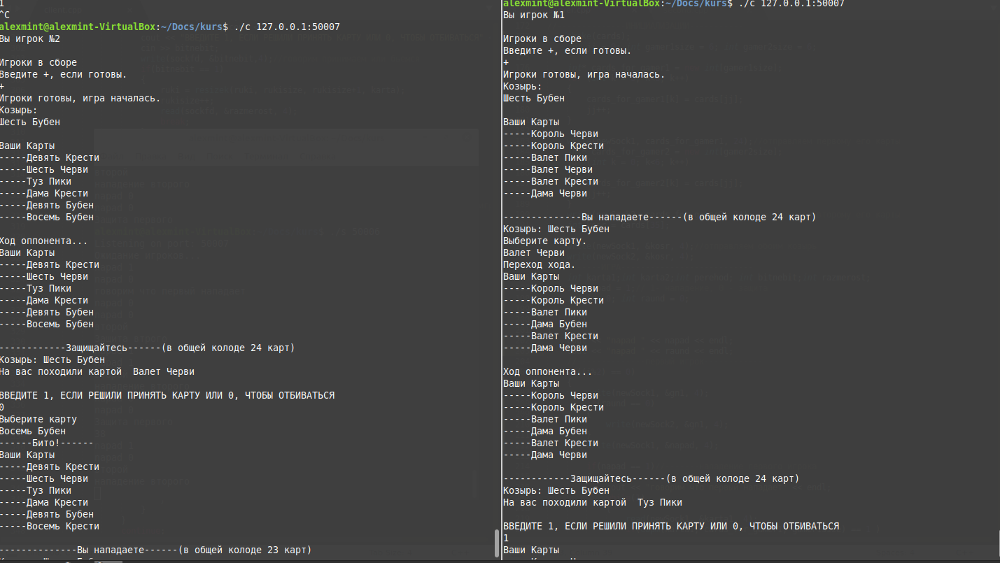 1
^C
alexmint@alexmint-VirtualBox:~/Docs/kurs$ ./c 127.0.0.1:50007
Вы игрок №2
Игроки в сборе
Введите +, если готовы.
+
Игроки готовы, игра началась.
Козырь:
Шесть Бубен
Ваши Карты
-----Девять Крести
-----Шесть Черви
-----Туз Пики
-----Дама Крести
-----Девять Бубен
-----Восемь Бубен
Ход оппонента...
Ваши Карты
-----Девять Крести
-----Шесть Черви
-----Туз Пики
-----Дама Крести
-----Девять Бубен
-----Восемь Бубен
------------Защищайтесь------(в общей колоде 24 карт)
Козырь: Шесть Бубен
На вас походили картой  Валет Черви
ВВЕДИТЕ 1, ЕСЛИ РЕШИЛИ ПРИНЯТЬ КАРТУ ИЛИ 0, ЧТОБЫ ОТБИВАТЬСЯ
0
Выберите карту
Восемь Бубен
------Бито!------
Ваши Карты
-----Девять Крести
-----Шесть Черви
-----Туз Пики
-----Дама Крести
-----Девять Бубен
-----Восемь Крести
--------------Вы нападаете------(в общей колоде 23 карт)
alexmint@alexmint-VirtualBox:~/Docs/kurs$ ./c 127.0.0.1:50007
Вы игрок №1
Игроки в сборе
Введите +, если готовы.
+
Игроки готовы, игра началась.
Козырь:
Шесть Бубен
Ваши Карты
-----Король Черви
-----Король Крести
-----Валет Пики
-----Валет Черви
-----Валет Крести
-----Дама Черви
--------------Вы нападаете------(в общей колоде 24 карт)
Козырь: Шесть Бубен
Выберите карту.
Валет Черви
Переход хода.
Ваши Карты
-----Король Черви
-----Король Крести
-----Валет Пики
-----Дама Бубен
-----Валет Крести
-----Дама Черви
Ход оппонента...
Ваши Карты
-----Король Черви
-----Король Крести
-----Валет Пики
-----Дама Бубен
-----Валет Крести
-----Дама Черви
------------Защищайтесь------(в общей колоде 24 карт)
Козырь: Шесть Бубен
На вас походили картой  Туз Пики
ВВЕДИТЕ 1, ЕСЛИ РЕШИЛИ ПРИНЯТЬ КАРТУ ИЛИ 0, ЧТОБЫ ОТБИВАТЬСЯ
1
Ваши Карты